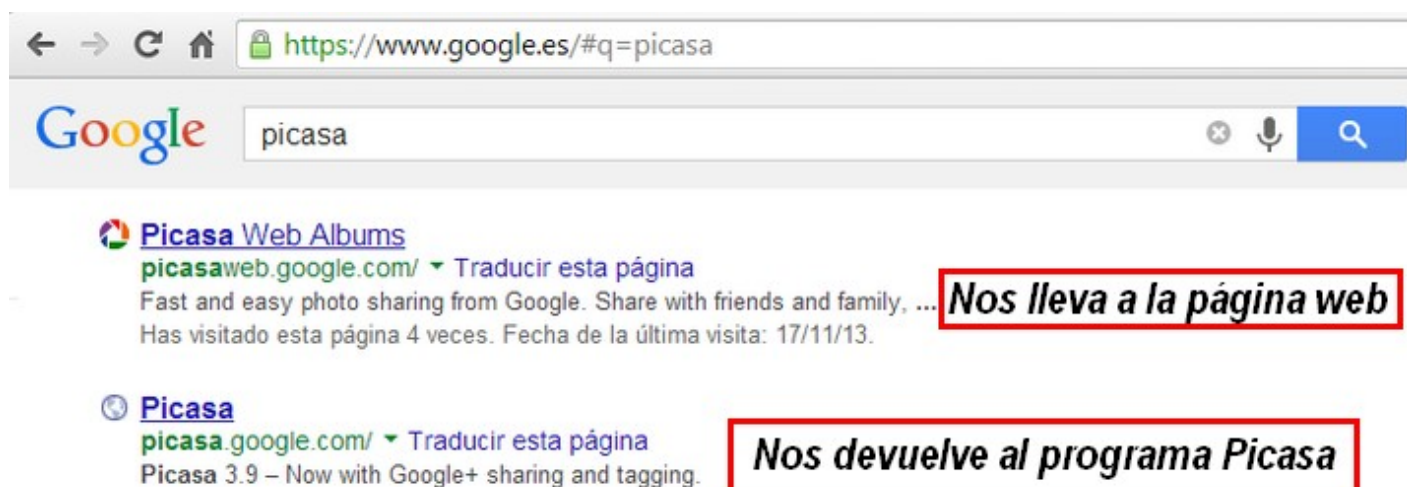 https://www.google.es/#q=picasa
Google
picasa
Picasa Web Albums
picasaweb.google.com/ Traducir esta página
Fast and easy photo sharing from Google. Share with friends and family, ...
Nos lleva a la página web
Has visitado esta página 4 veces. Fecha de la última visita: 17/11/13.
Picasa
picasa.google.com/ Traducir esta página
Nos devuelve al programa Picasa
Picasa 3.9 – Now with Google+ sharing and tagging.